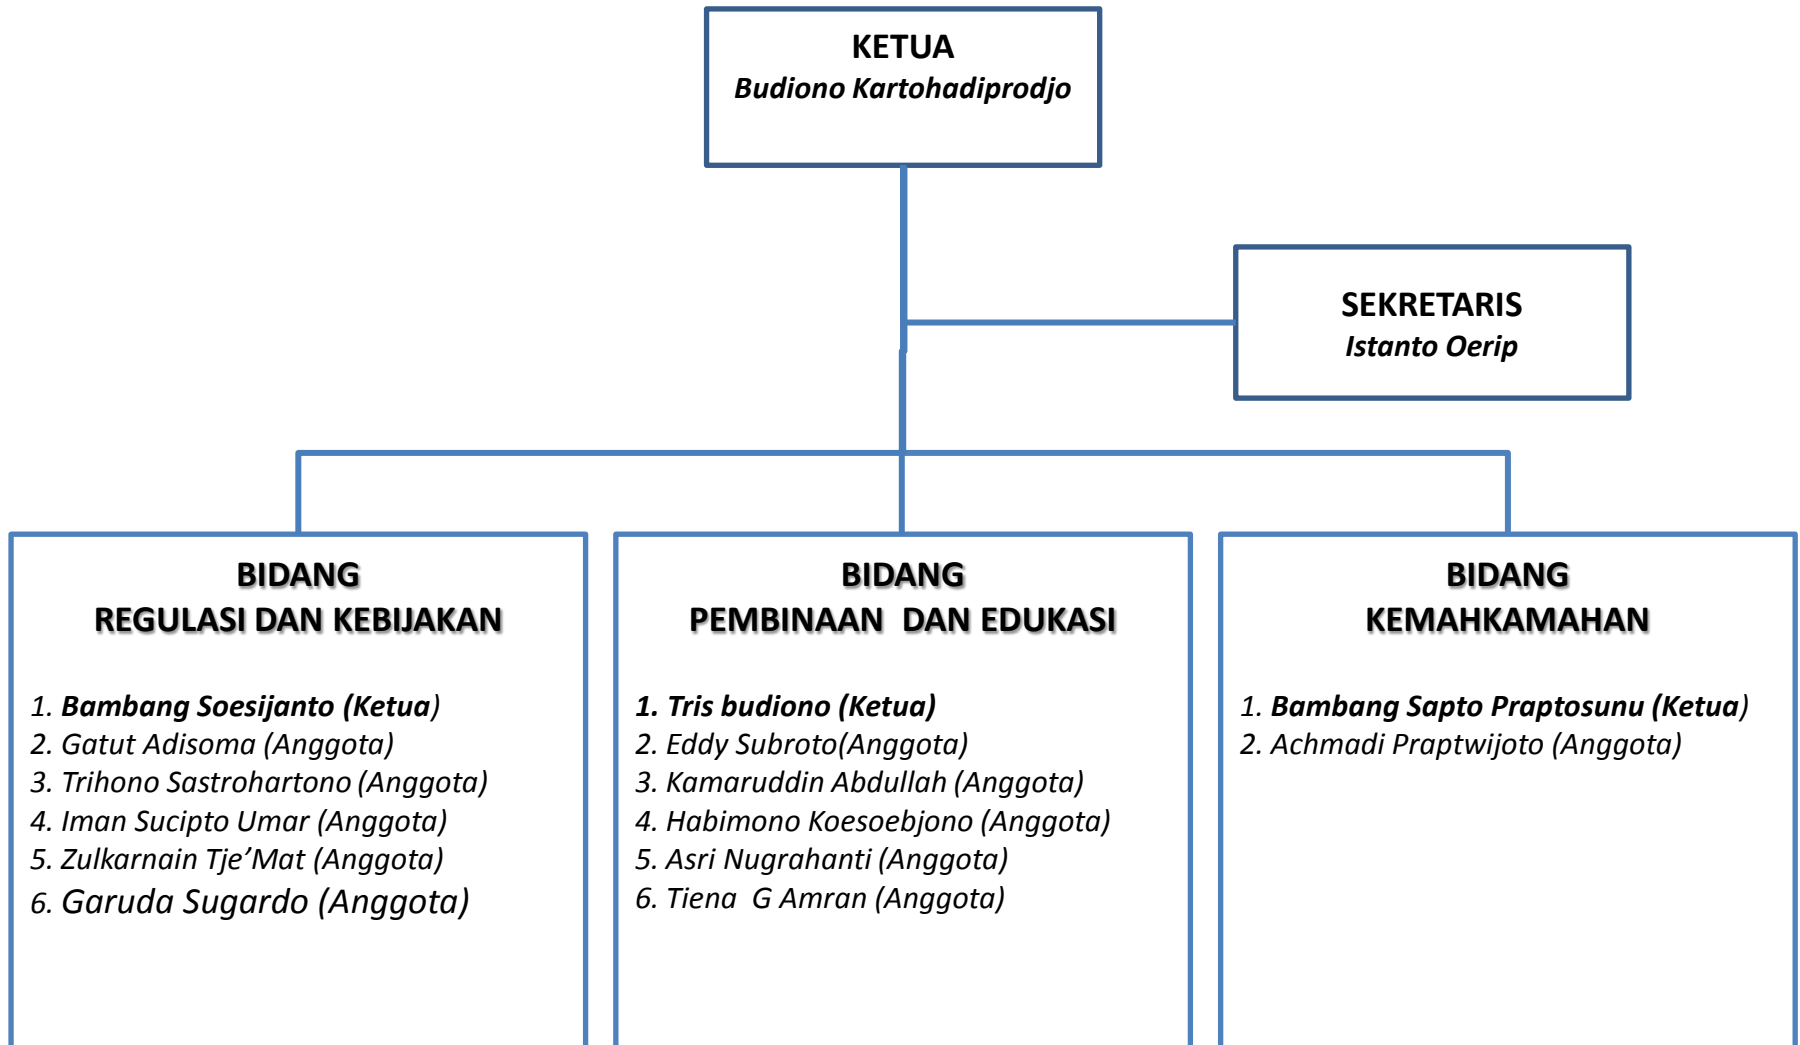 KETUA
Budiono Kartohadiprodjo
SEKRETARIS
Istanto Oerip
BIDANG
REGULASI DAN KEBIJAKAN
1. Bambang Soesijanto (Ketua)
2. Gatut Adisoma (Anggota)
3. Trihono Sastrohartono (Anggota)
4. Iman Sucipto Umar (Anggota)
5. Zulkarnain Tje’Mat (Anggota)
6. Garuda Sugardo (Anggota)
BIDANG
PEMBINAAN DAN EDUKASI
1. Tris budiono (Ketua)
2. Eddy Subroto(Anggota)
3. Kamaruddin Abdullah (Anggota)
4. Habimono Koesoebjono (Anggota)
5. Asri Nugrahanti (Anggota)
6. Tiena G Amran (Anggota)
BIDANG
KEMAHKAMAHAN
1. Bambang Sapto Praptosunu (Ketua)
2. Achmadi Praptwijoto (Anggota)